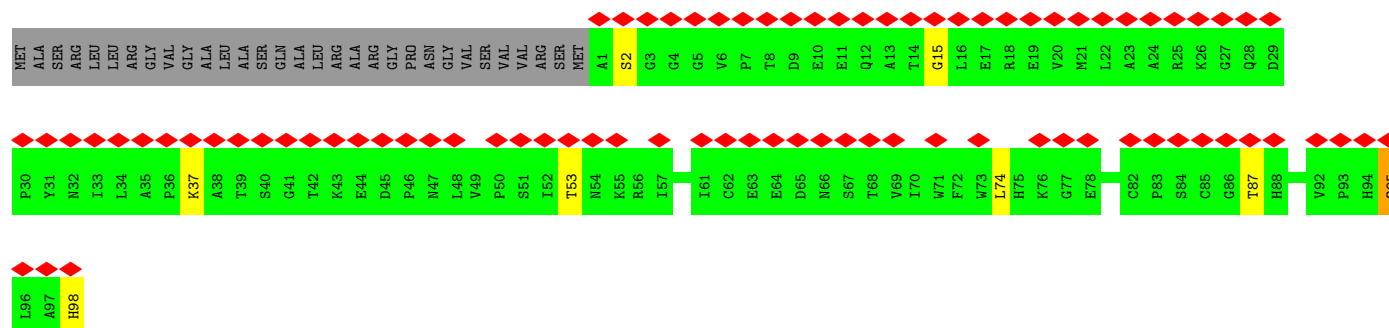 MET ALA SER ARG LEU LEU ARG GLY VAL GLY ALA LEU ALA SER GLN ALA LEU ARG ALA ARG GLY PRO ASN GLY VAL SER VAL VAL ARG SER MET A1 S2 G3 G4 G5 V6 P7 T8 D9 E10 E11 Q12 A13 T14 G15 L16 E17 R18 E19 V20 M21 L22 A23 A24 R25 K26 G27 Q28 D29
P30 Y31 N32 I33 L34 A35 P36 K37 A38 T39 S40 G41 T42 K43 E44 D45 P46 N47 L48 V49 P50 S51 I52 T53 N54 K55 R56 I57 I61 C62 E63 E64 D65 N66 S67 T68 V69 I70 W71 F72 W73 L74 H75 K76 G77 E78 C82 P83 S84 C85 G86 T87 H88 V92 P93 H94
L96 A97 H98